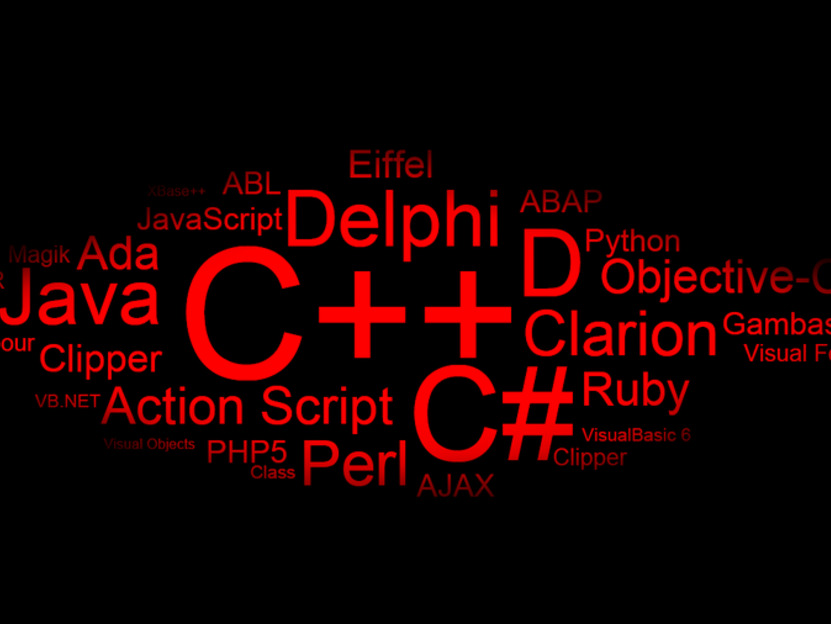 Eiffel
XBase++ ABL
Delphi
ABAP
JavaScript
Python
Magik Ada
D
R
Objective-C
Java
C++
Clarion
Gambas
our
Clipper
Visual Fo
Ruby
VB.NET
Action Script
C#
VisualBasic 6
Visual Objects
PHP5
Perl
Clipper
Class
AJAX